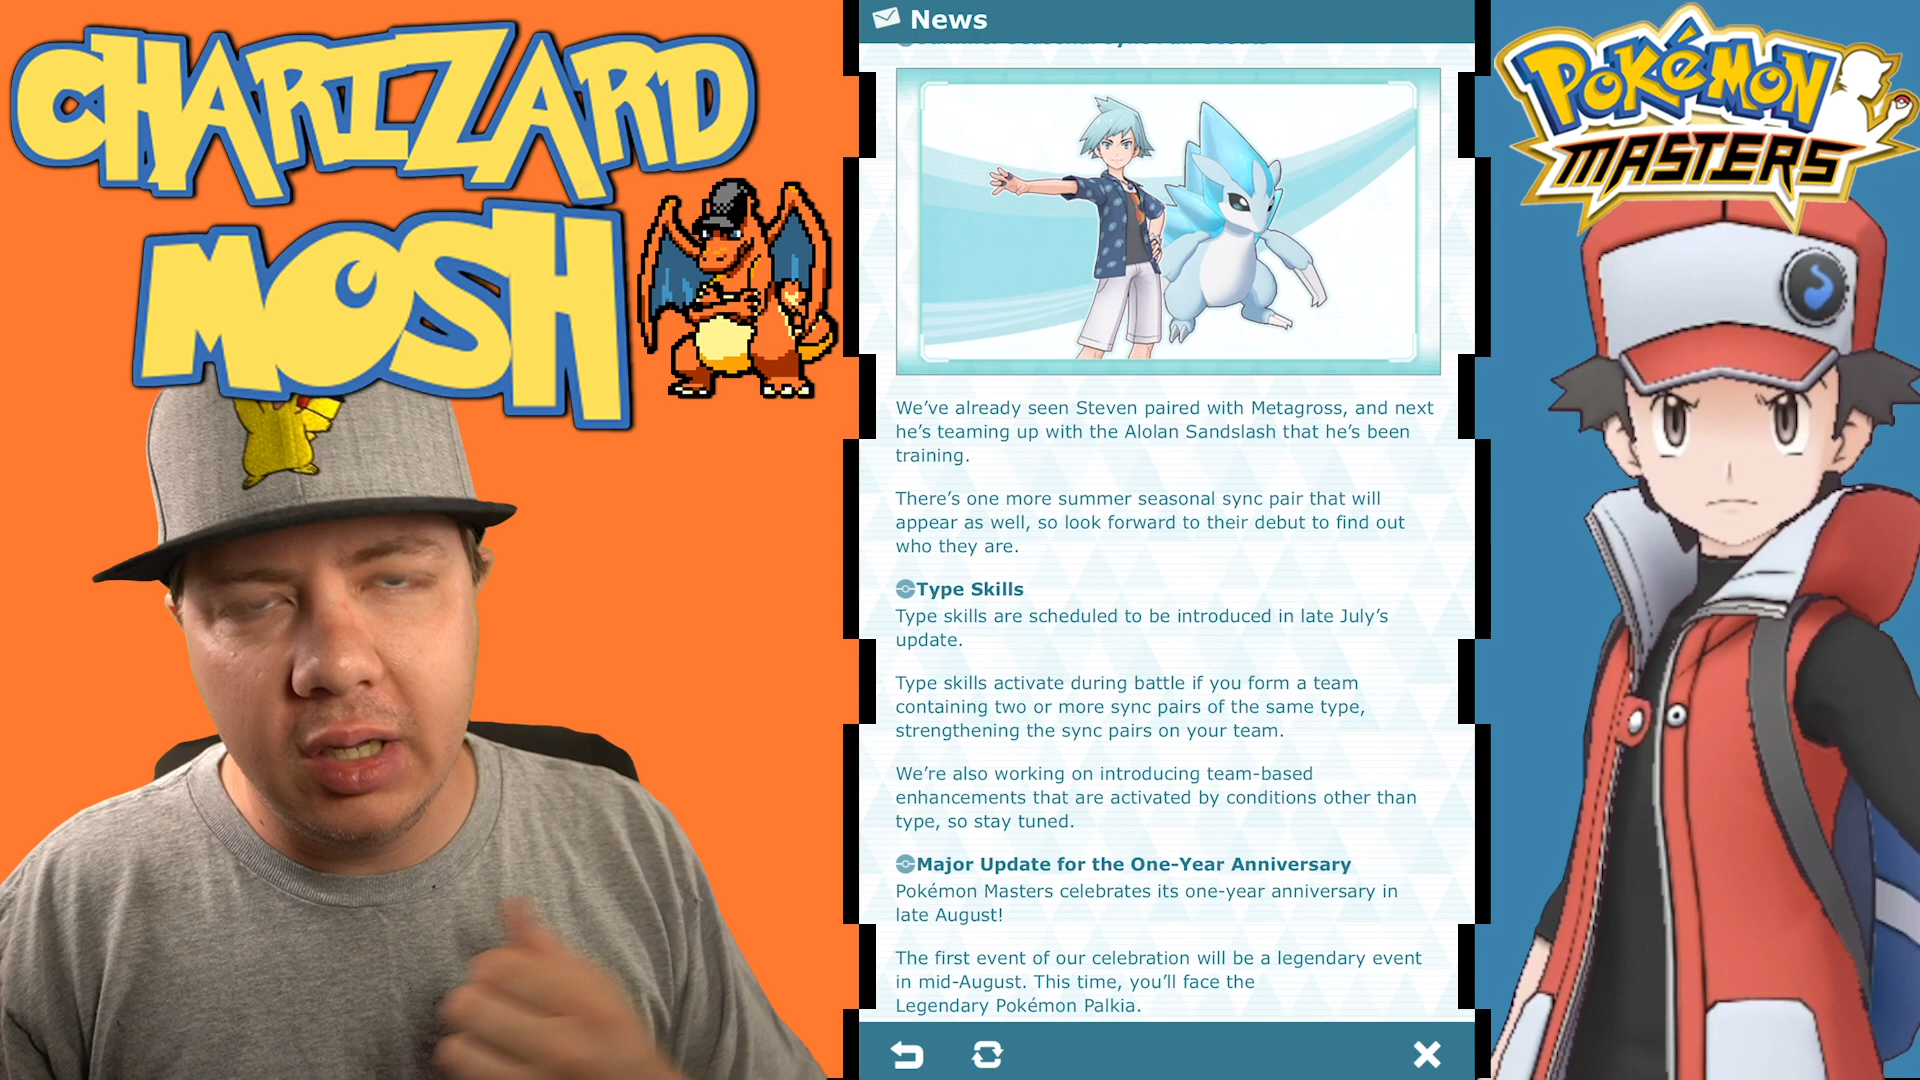 CHARIZARD
MOSH
News
We've already seen Steven paired with Metagross, and next
he's teaming up with the Alolan Sandslash that he's been
training.
There's one more summer seasonal sync pair that will
appear as well, so look forward to their debut to find out
who they are.
Type Skills
Type skills are scheduled to be introduced in late July's
update.
Type skills activate during battle if you form a team
containing two or more sync pairs of the same type,
strengthening the sync pairs on your team.
We're also working on introducing team-based
enhancements that are activated by conditions other than
type, so stay tuned.
Major Update for the One-Year Anniversary
Pokémon Masters celebrates its one-year anniversary in
late August!
The first event of our celebration will be a legendary event
in mid-August. This time, you'll face the
Legendary Pokémon Palkia.
POKéMON
MASTERS